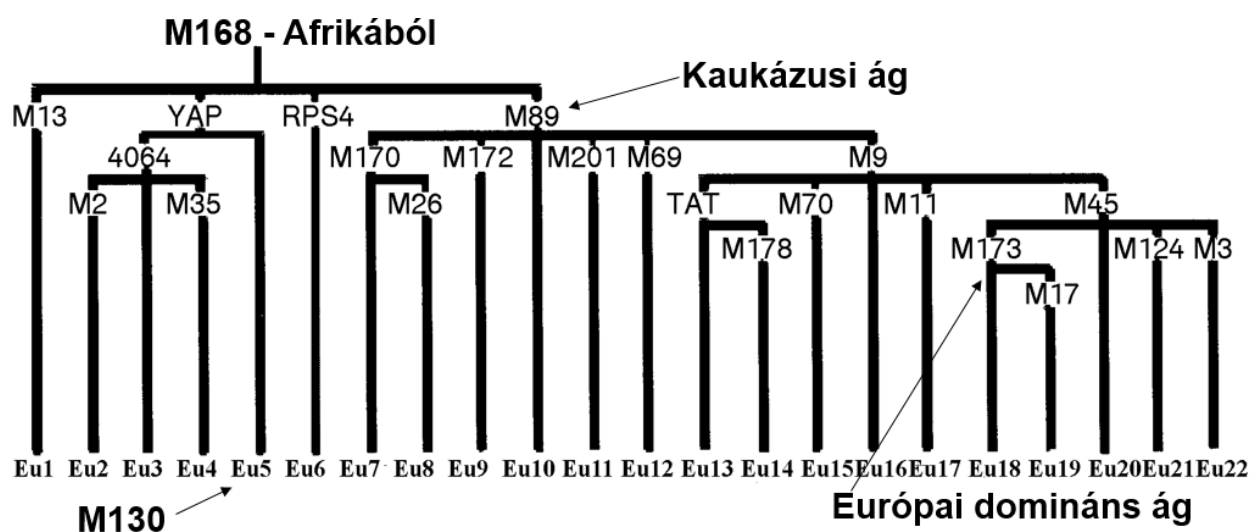 M168 - Afrikából
Kaukázusi ág
M13 YAP RPS4 M89
4064 M170 M172 M201 M69 M9
M2 M35 M26 TAT M70 M11 M45
M178 M173 M124 M3
M17
Eu1 Eu2 Eu3 Eu4 Eu5 Eu6 Eu7 Eu8 Eu9 Eu10 Eu11 Eu12 Eu13 Eu14 Eu15 Eu16 Eu17 Eu18 Eu19 Eu20 Eu21 Eu22
M130
Európai domináns ág